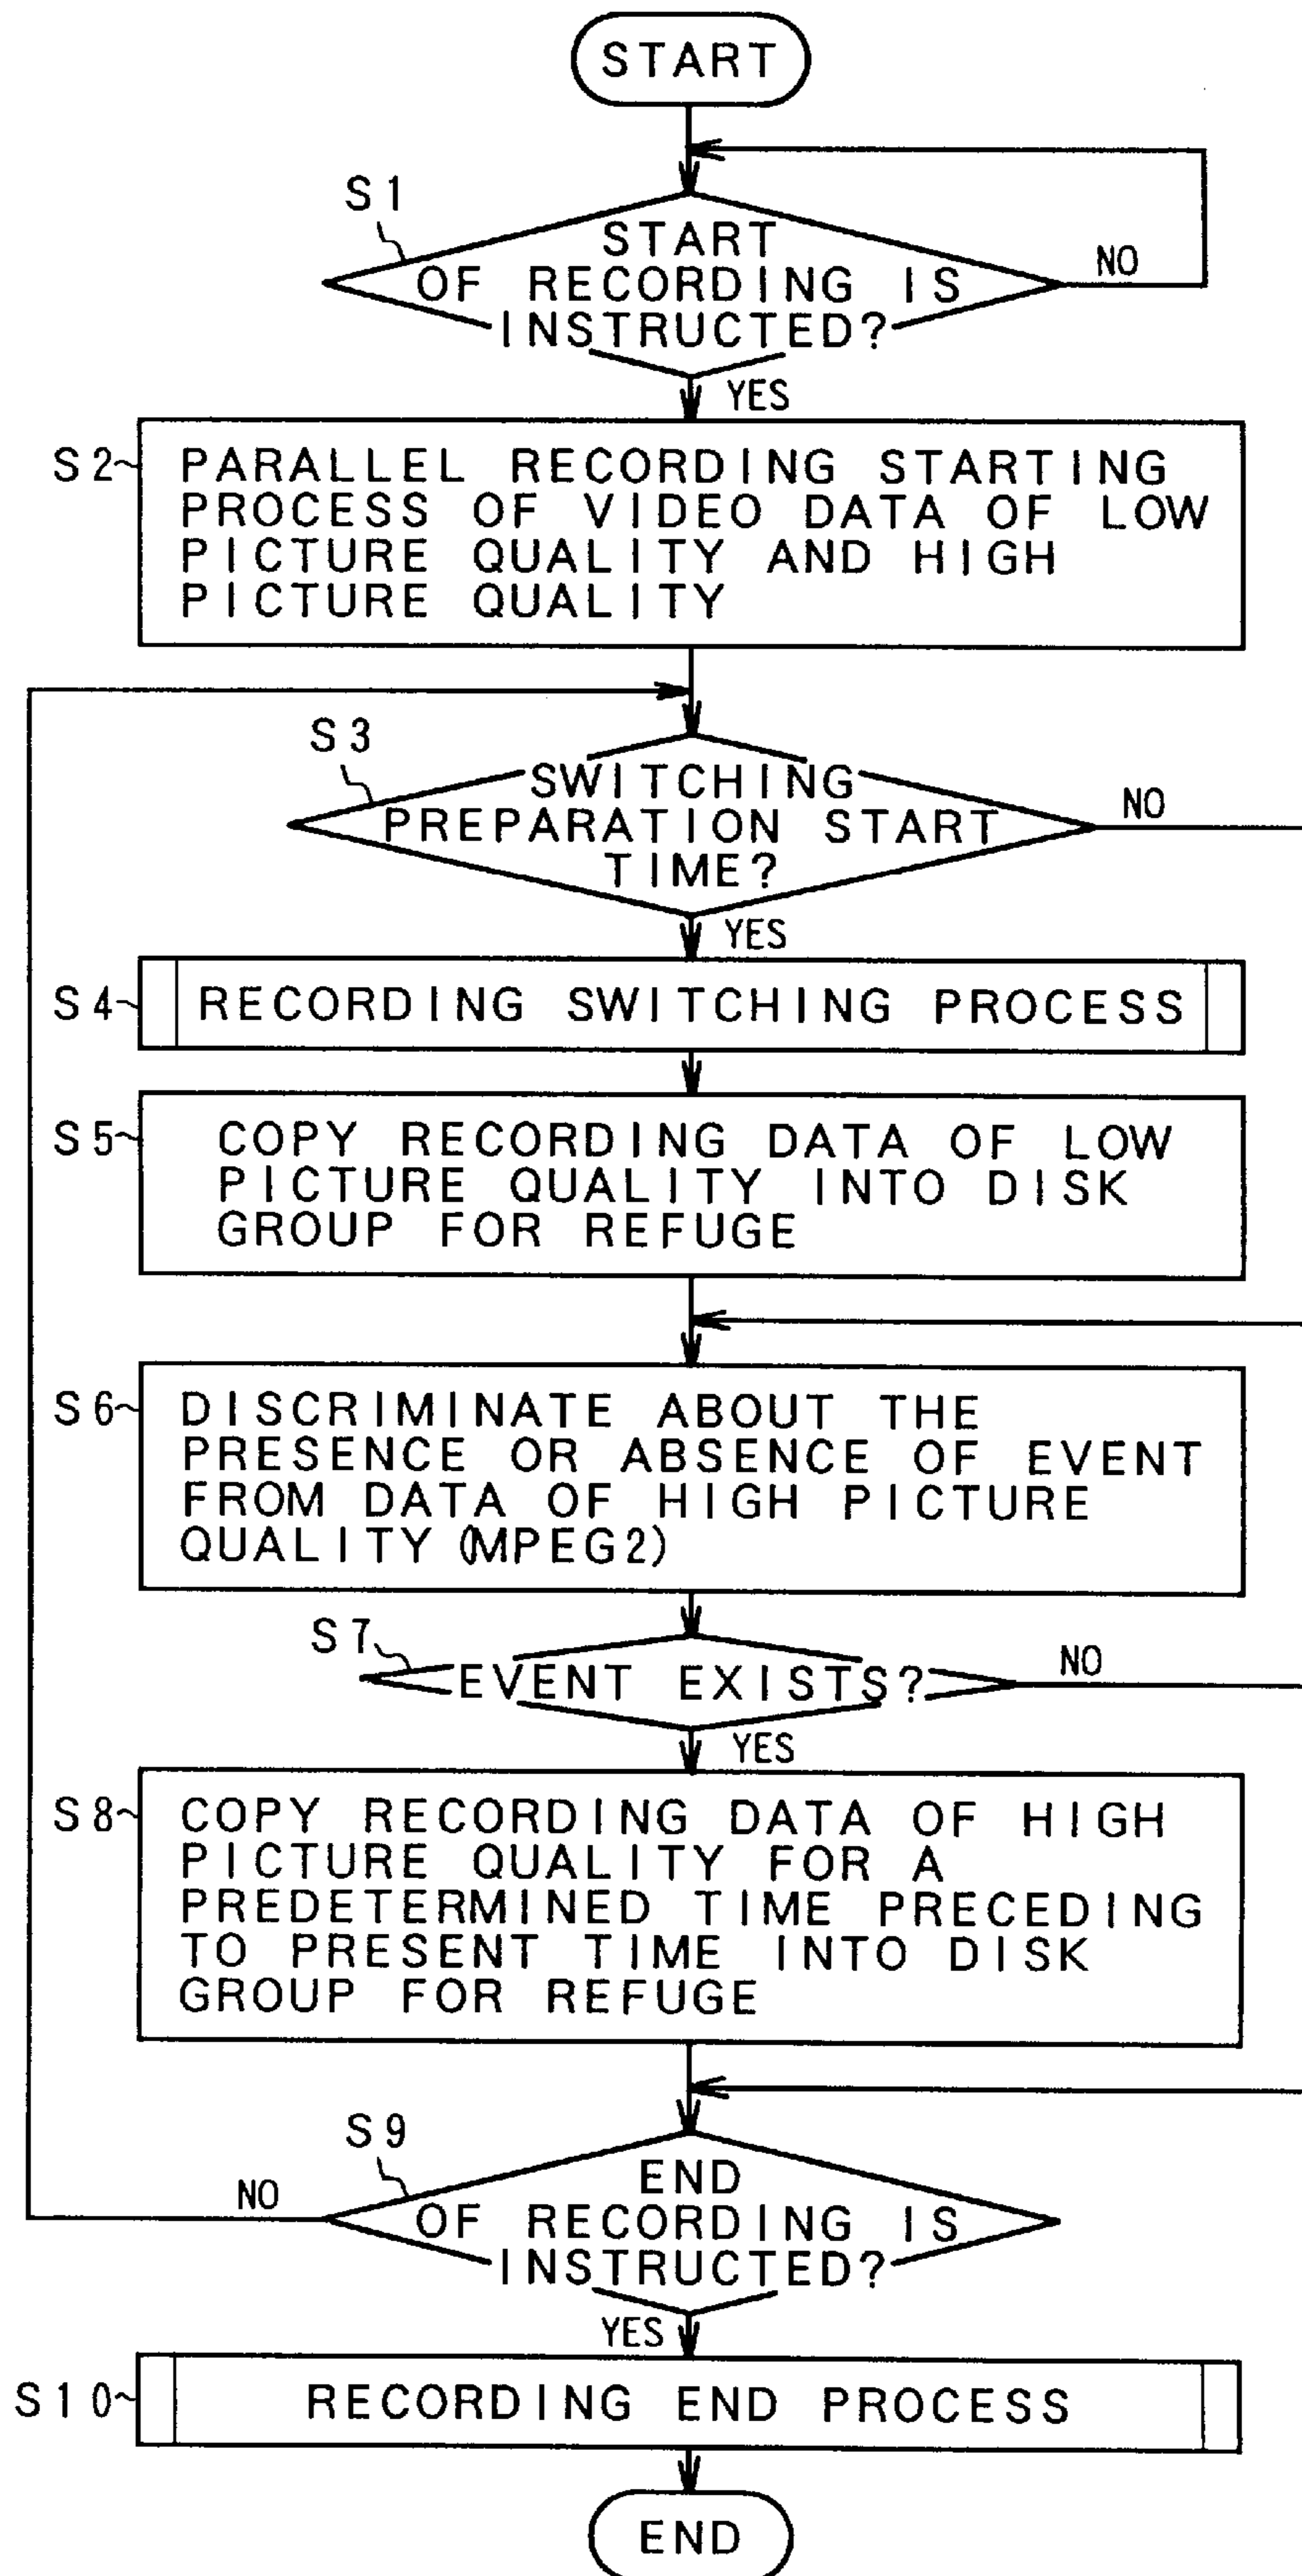 START
S1
START
OF RECORDING IS
INSTRUCTED?
NO
YES
S2
PARALLEL RECORDING STARTING
PROCESS OF VIDEO DATA OF LOW
PICTURE QUALITY AND HIGH
PICTURE QUALITY
S3
SWITCHING
PREPARATION START
TIME?
NO
YES
S4
RECORDING SWITCHING PROCESS
S5
COPY RECORDING DATA OF LOW
PICTURE QUALITY INTO DISK
GROUP FOR REFUGE
S6
DISCRIMINATE ABOUT THE
PRESENCE OR ABSENCE OF EVENT
FROM DATA OF HIGH PICTURE
QUALITY (MPEG2)
S7
EVENT EXISTS?
NO
YES
S8
COPY RECORDING DATA OF HIGH
PICTURE QUALITY FOR A
PREDETERMINED TIME PRECEDING
TO PRESENT TIME INTO DISK
GROUP FOR REFUGE
S9
END
OF RECORDING IS
INSTRUCTED?
NO
YES
S10
RECORDING END PROCESS
END